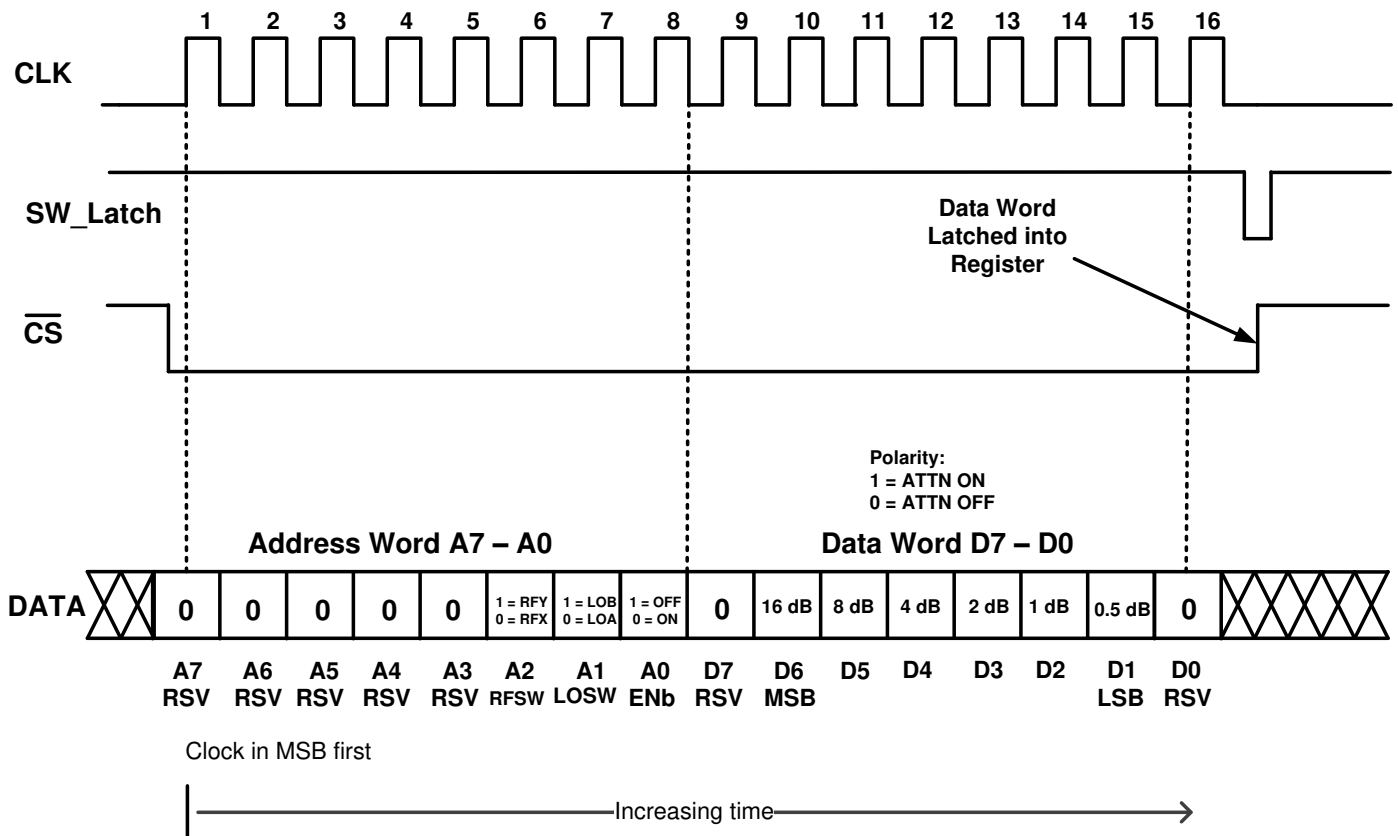 1 2 3 4 5 6 7 8 9 10 11 12 13 14 15 16
CLK
SW_Latch
Data Word
Latched into
Register
CS
Polarity:
1 = ATTN ON
0 = ATTN OFF
Address Word A7 – A0
Data Word D7 – D0
DATA
0
0
0
0
0
1 = RFY
0 = RFX
1 = LOB
0 = LOA
1 = OFF
0 = ON
0
16 dB
8 dB
4 dB
2 dB
1 dB
0.5 dB
0
A7
RSV
A6
RSV
A5
RSV
A4
RSV
A3
RSV
A2
RFSW
A1
LOSW
A0
ENb
D7
RSV
D6
MSB
D5
D4
D3
D2
D1
LSB
D0
RSV
Clock in MSB first
Increasing time